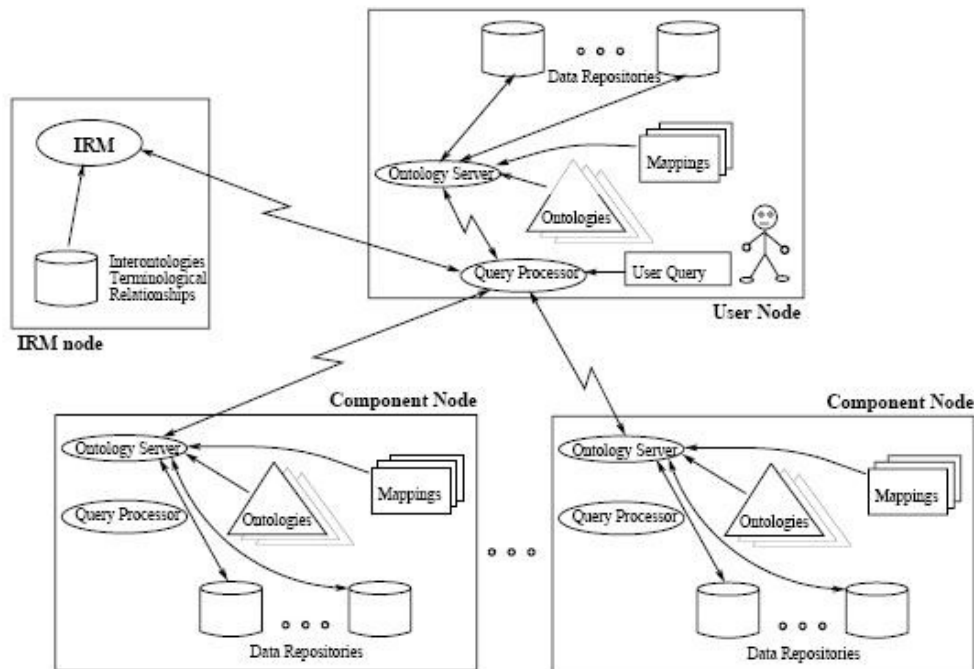 Data Repositories
IRM
Mappings
Ontology Server
Ontologies
Interontologies
Terminological
Relationships
Query Processor
User Query
User Node
IRM node
Component Node
Ontology Server
Mappings
Query Processor
Ontologies
Data Repositories
Component Node
Ontology Server
Mappings
Query Processor
Ontologies
Data Repositories